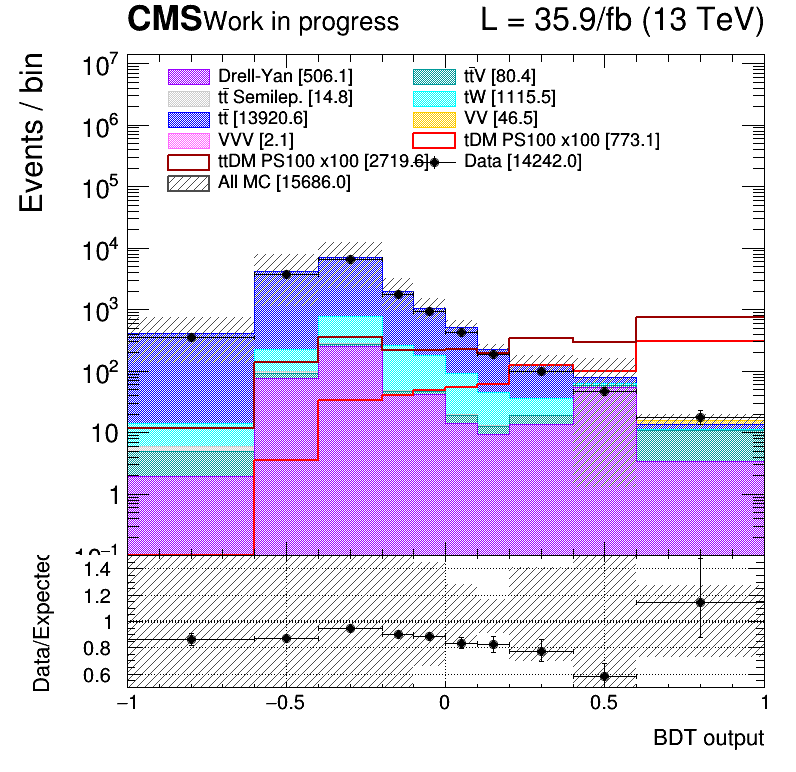 CMS Work in progress L = 35.9/fb (13 TeV)
Events / bin
10⁷
10⁶
10⁵
10⁴
10³
10²
10
1
10⁻¹
Drell-Yan [506.1] tt̄V [80.4]
tt̄ Semilep. [14.8] tW [1115.5]
tt̄ [13920.6] VV [46.5]
VVV [2.1] tDM PS100 x100 [773.1]
ttDM PS100 x100 [2719.6] Data [14242.0]
All MC [15686.0]
Data/Expected
1.4
1.2
1
0.8
0.6
−1 −0.5 0 0.5 1
BDT output